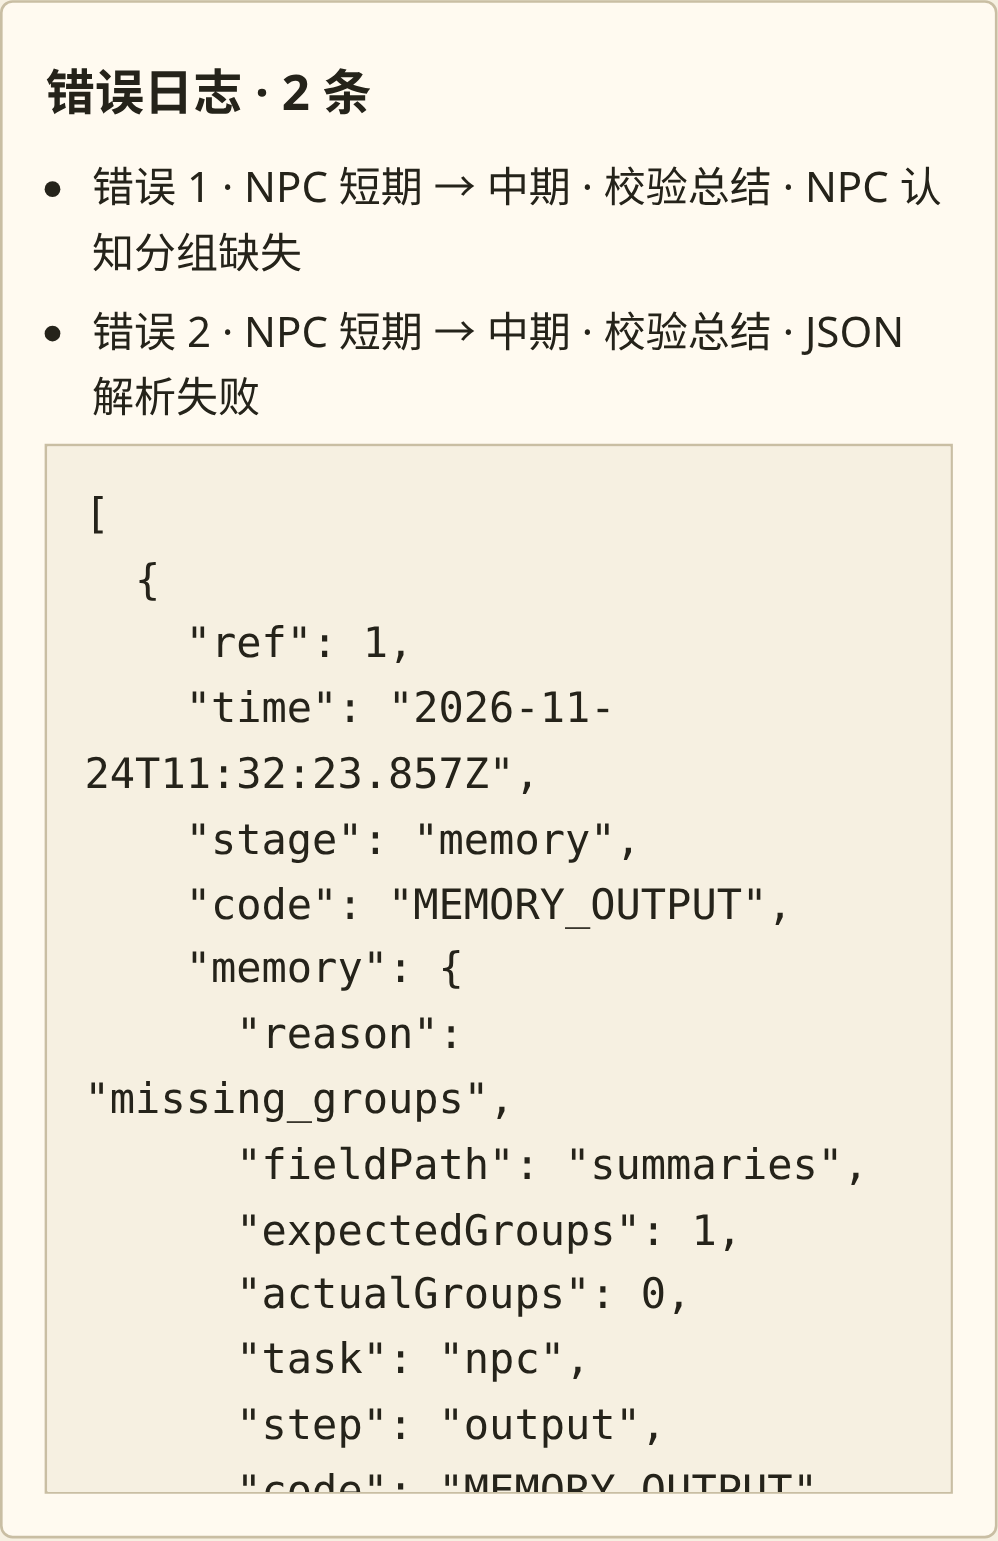 错误日志 · 2 条
• 错误 1 · NPC 短期 → 中期 · 校验总结 · NPC 认
知分组缺失
• 错误 2 · NPC 短期 → 中期 · 校验总结 · JSON
解析失败
[
  {
    "ref": 1,
    "time": "2026-11-
24T11:32:23.857Z",
    "stage": "memory",
    "code": "MEMORY_OUTPUT",
    "memory": {
      "reason":
"missing_groups",
      "fieldPath": "summaries",
      "expectedGroups": 1,
      "actualGroups": 0,
      "task": "npc",
      "step": "output",
      "code": "MEMORY_OUTPUT"